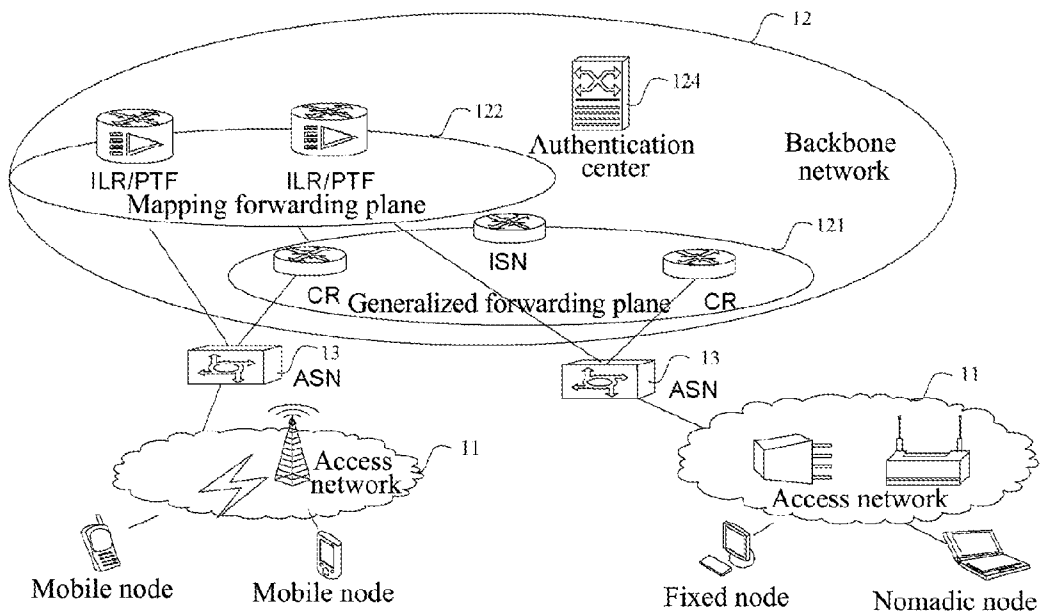 12
124
122
Authentication
center
Backbone
network
ILR/PTF
ILR/PTF
Mapping forwarding plane
121
ISN
CR
CR
Generalized forwarding plane
13
ASN
13
ASN
11
11
Access
network
Access network
Mobile node
Mobile node
Fixed node
Nomadic node